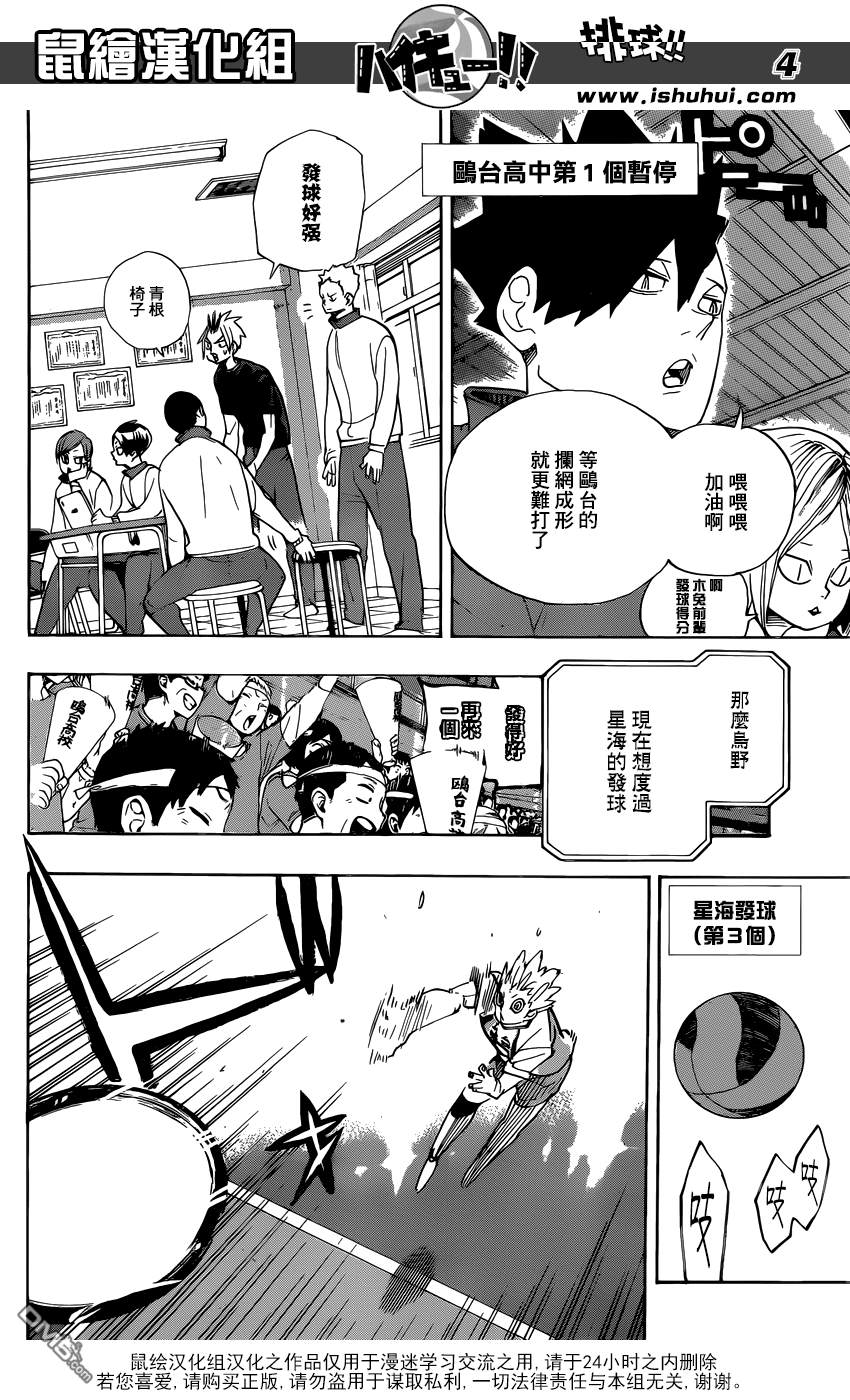 鼠繪漢化組
ハイキュー!!
排球!!
4
www.ishuhui.com
鷗台高中第1個暫停
喂喂喂
加油啊
等鷗台的
攔網成形
就更難打了
啊
木兔前輩
發球得分
發球好强
青根
椅子
那麼烏野
現在想度過
星海的發球
發得好
再來
一個
鷗台高校
鷗台高校
星海發球
（第3個）
吱
吱
吱
DMB
鼠绘汉化组汉化之作品仅用于漫迷学习交流之用,请于24小时之内删除
若您喜爱,请购买正版,请勿盗用于谋取私利,一切法律责任与本组无关,谢谢。